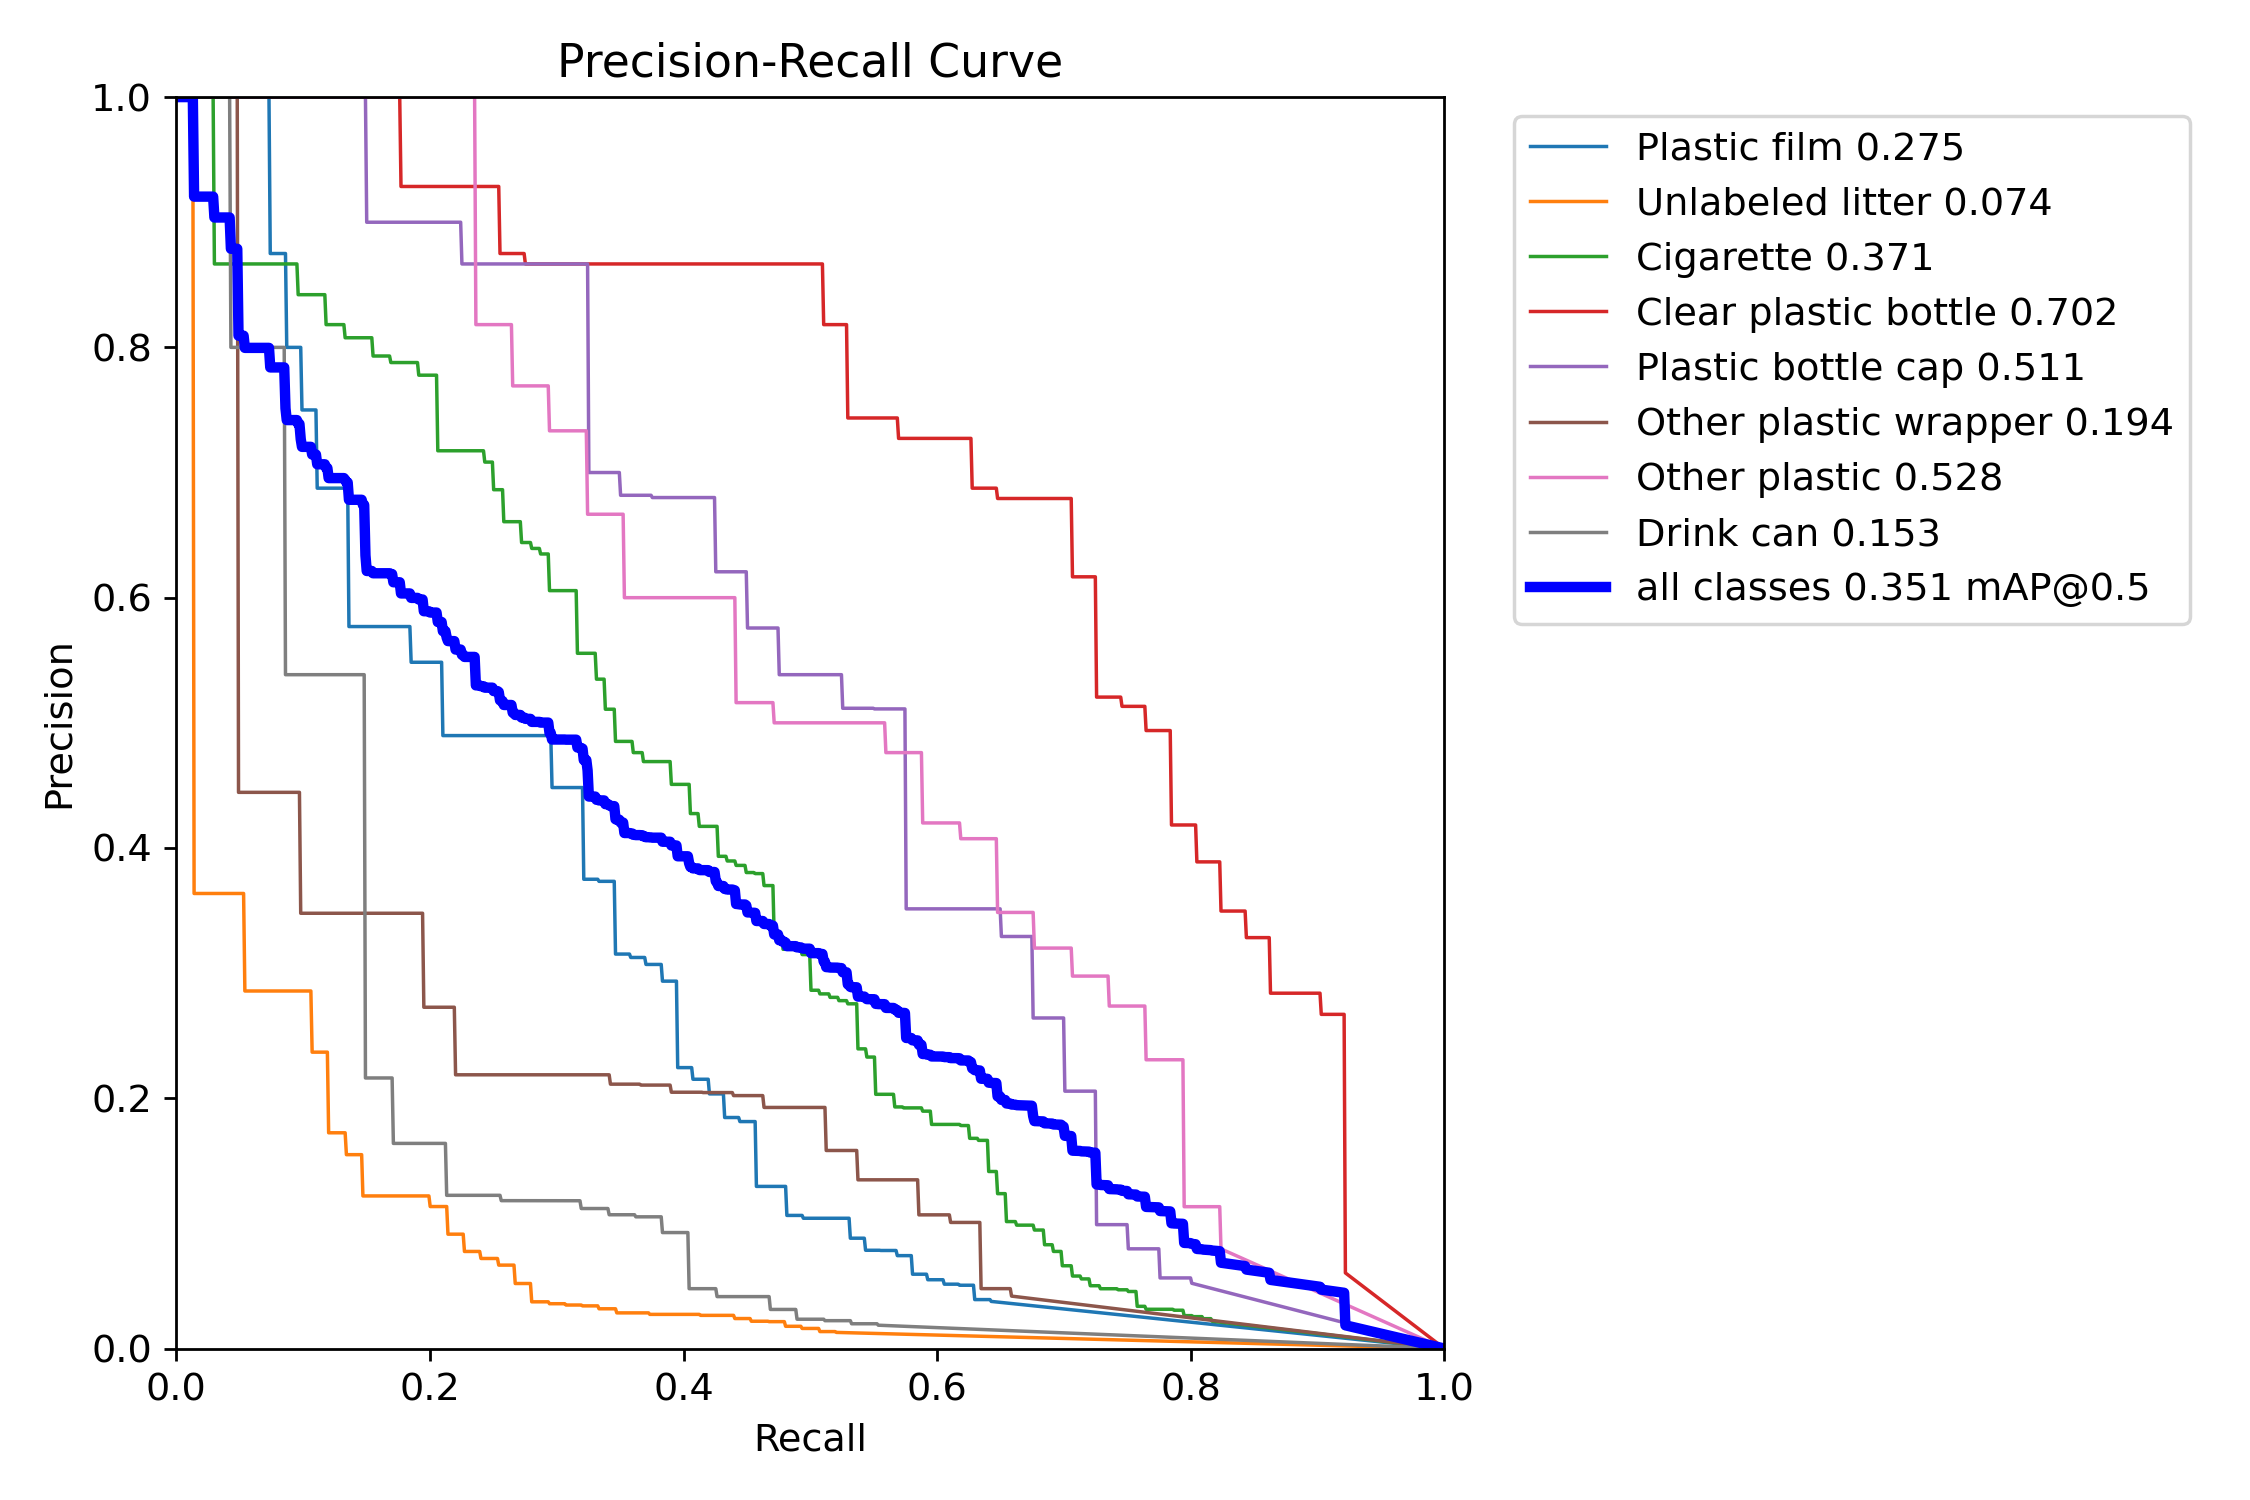 Precision-Recall Curve
1.0
0.8
0.6
0.4
0.2
0.0
Precision
0.0 0.2 0.4 0.6 0.8 1.0
Recall
Plastic film 0.275
Unlabeled litter 0.074
Cigarette 0.371
Clear plastic bottle 0.702
Plastic bottle cap 0.511
Other plastic wrapper 0.194
Other plastic 0.528
Drink can 0.153
all classes 0.351 mAP@0.5